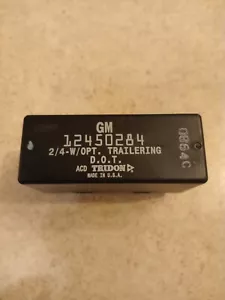 GM
12450284
2/4-W/OPT. TRAILERING
D.O.T.
ACD TRIDON
MADE IN U.S.A.
0864C